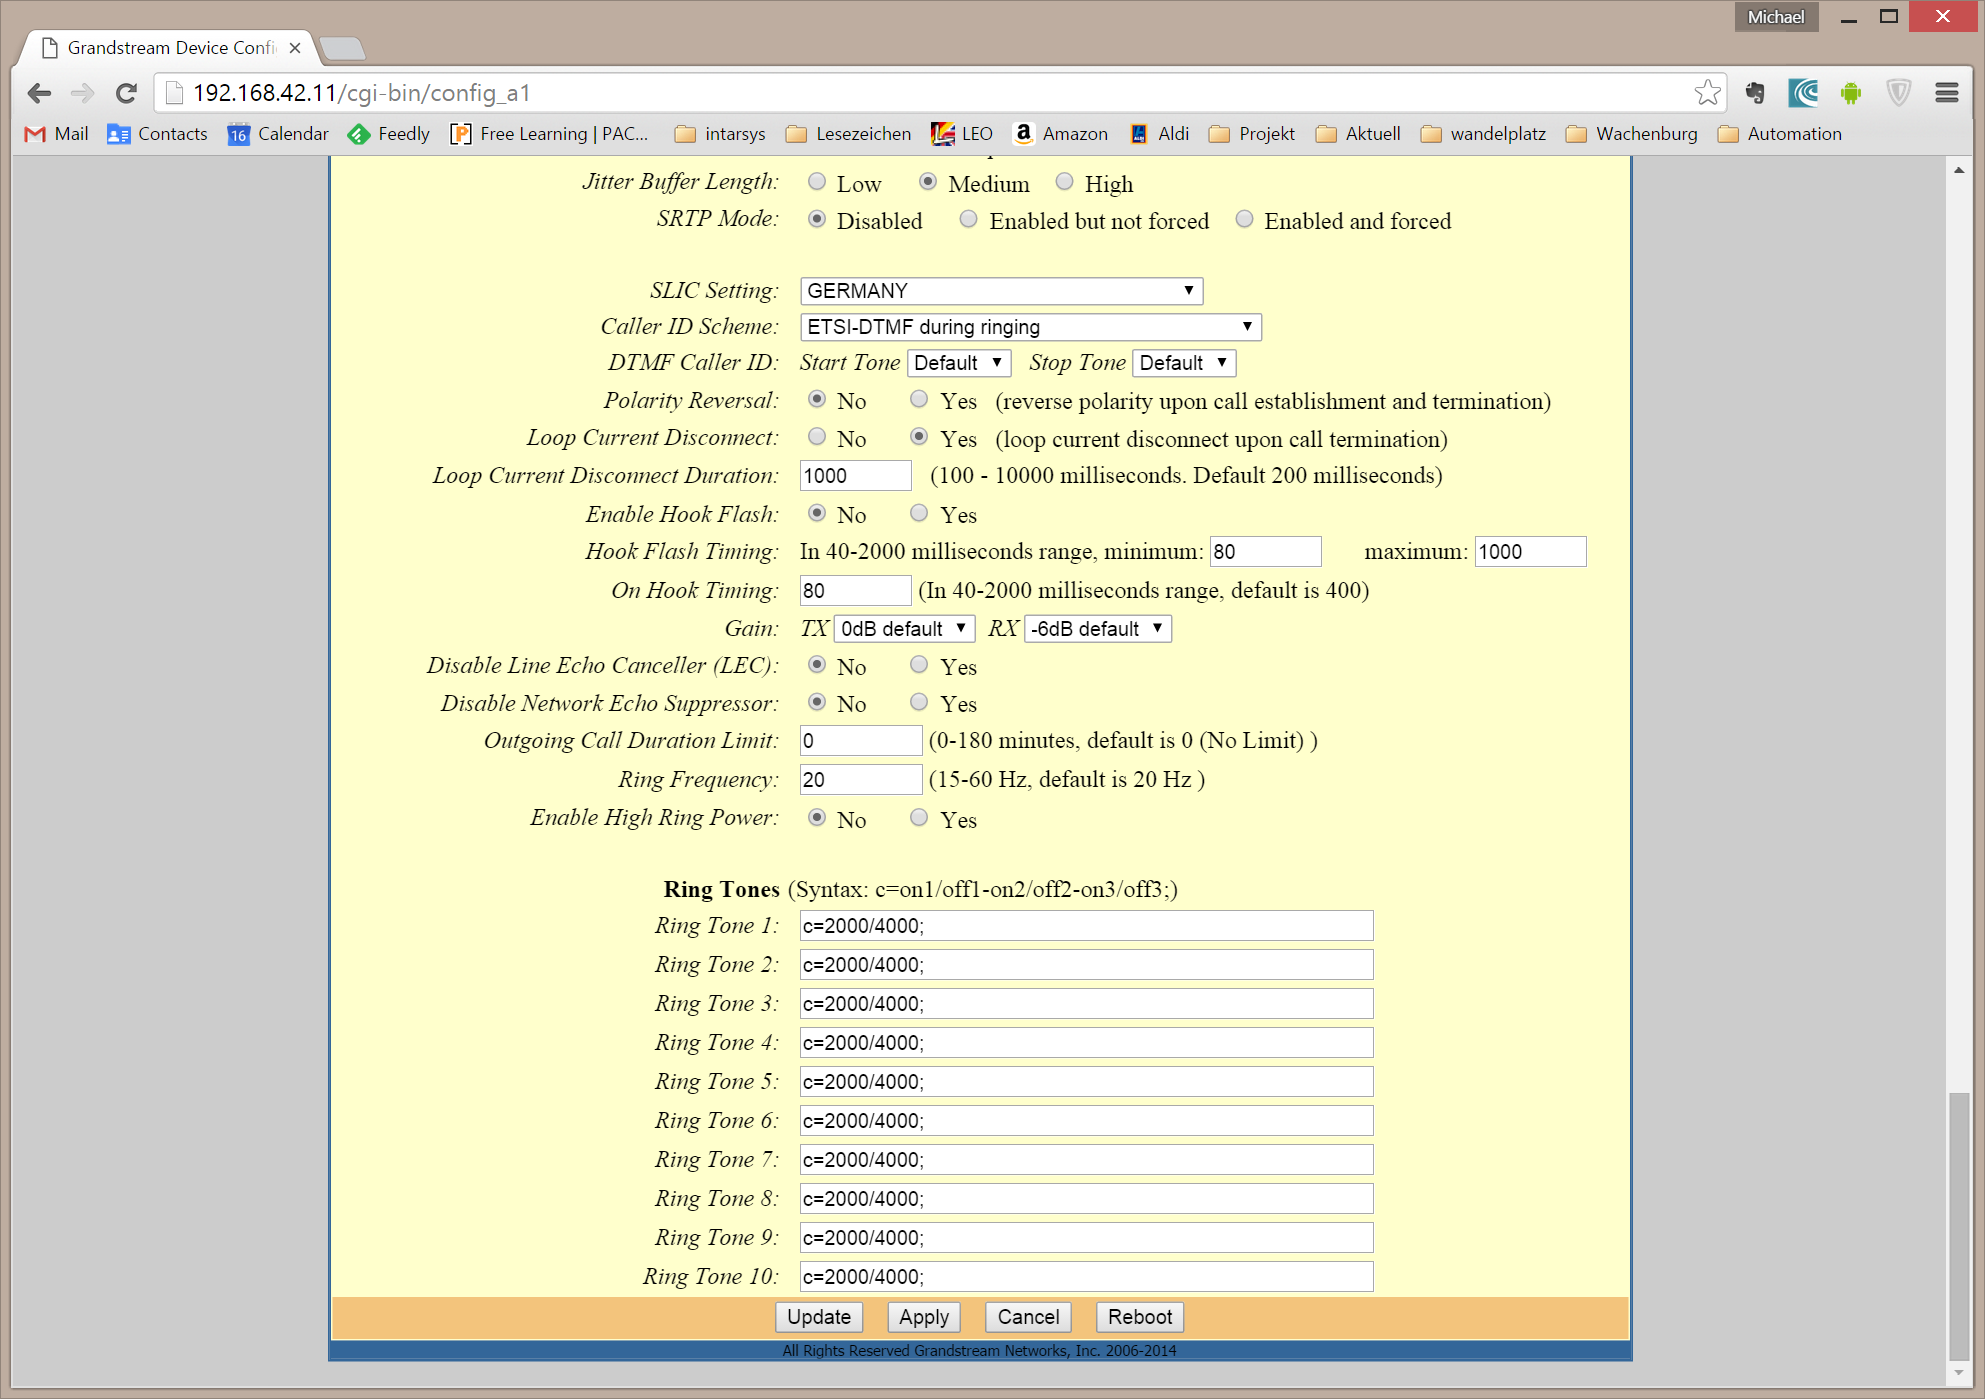 Michael
Grandstream Device Confi
192.168.42.11/cgi-bin/config_a1
Mail Contacts 16 Calendar Feedly [P] Free Learning | PAC... intarsys Lesezeichen LEO a Amazon ALDI Aldi Projekt Aktuell wandelplatz Wachenburg Automation
Jitter Buffer Length: Low Medium High
SRTP Mode: Disabled Enabled but not forced Enabled and forced
SLIC Setting: GERMANY
Caller ID Scheme: ETSI-DTMF during ringing
DTMF Caller ID: Start Tone Default Stop Tone Default
Polarity Reversal: No Yes (reverse polarity upon call establishment and termination)
Loop Current Disconnect: No Yes (loop current disconnect upon call termination)
Loop Current Disconnect Duration: 1000 (100 - 10000 milliseconds. Default 200 milliseconds)
Enable Hook Flash: No Yes
Hook Flash Timing: In 40-2000 milliseconds range, minimum: 80 maximum: 1000
On Hook Timing: 80 (In 40-2000 milliseconds range, default is 400)
Gain: TX 0dB default RX -6dB default
Disable Line Echo Canceller (LEC): No Yes
Disable Network Echo Suppressor: No Yes
Outgoing Call Duration Limit: 0 (0-180 minutes, default is 0 (No Limit) )
Ring Frequency: 20 (15-60 Hz, default is 20 Hz )
Enable High Ring Power: No Yes
Ring Tones (Syntax: c=on1/off1-on2/off2-on3/off3;)
Ring Tone 1: c=2000/4000;
Ring Tone 2: c=2000/4000;
Ring Tone 3: c=2000/4000;
Ring Tone 4: c=2000/4000;
Ring Tone 5: c=2000/4000;
Ring Tone 6: c=2000/4000;
Ring Tone 7: c=2000/4000;
Ring Tone 8: c=2000/4000;
Ring Tone 9: c=2000/4000;
Ring Tone 10: c=2000/4000;
Update Apply Cancel Reboot
All Rights Reserved Grandstream Networks, Inc. 2006-2014